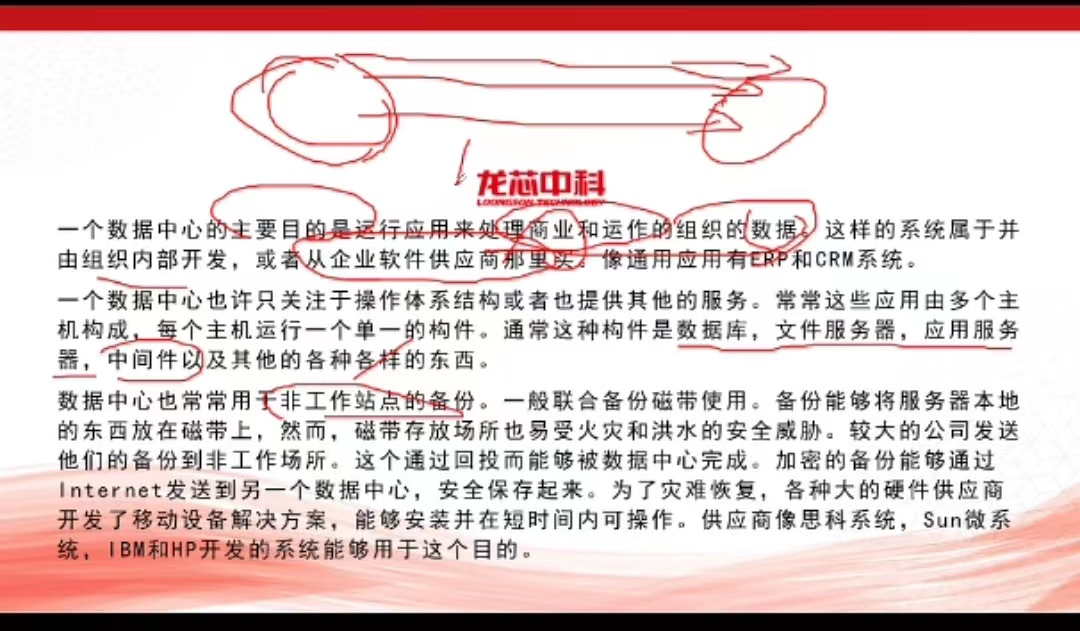 龙芯中科
LOONGSON TECHNOLOGY
一个数据中心的主要目的是运行应用来处理商业和运作的组织的数据。这样的系统属于并
由组织内部开发，或者从企业软件供应商那里买。像通用应用有ERP和CRM系统。
一个数据中心也许只关注于操作体系结构或者也提供其他的服务。常常这些应用由多个主
机构成，每个主机运行一个单一的构件。通常这种构件是数据库，文件服务器，应用服务
器，中间件以及其他的各种各样的东西。
数据中心也常常用于非工作站点的备份。一般联合备份磁带使用。备份能够将服务器本地
的东西放在磁带上，然而，磁带存放场所也易受火灾和洪水的安全威胁。较大的公司发送
他们的备份到非工作场所。这个通过回投而能够被数据中心完成。加密的备份能够通过
Internet发送到另一个数据中心，安全保存起来。为了灾难恢复，各种大的硬件供应商
开发了移动设备解决方案，能够安装并在短时间内可操作。供应商像思科系统，Sun微系
统，IBM和HP开发的系统能够用于这个目的。